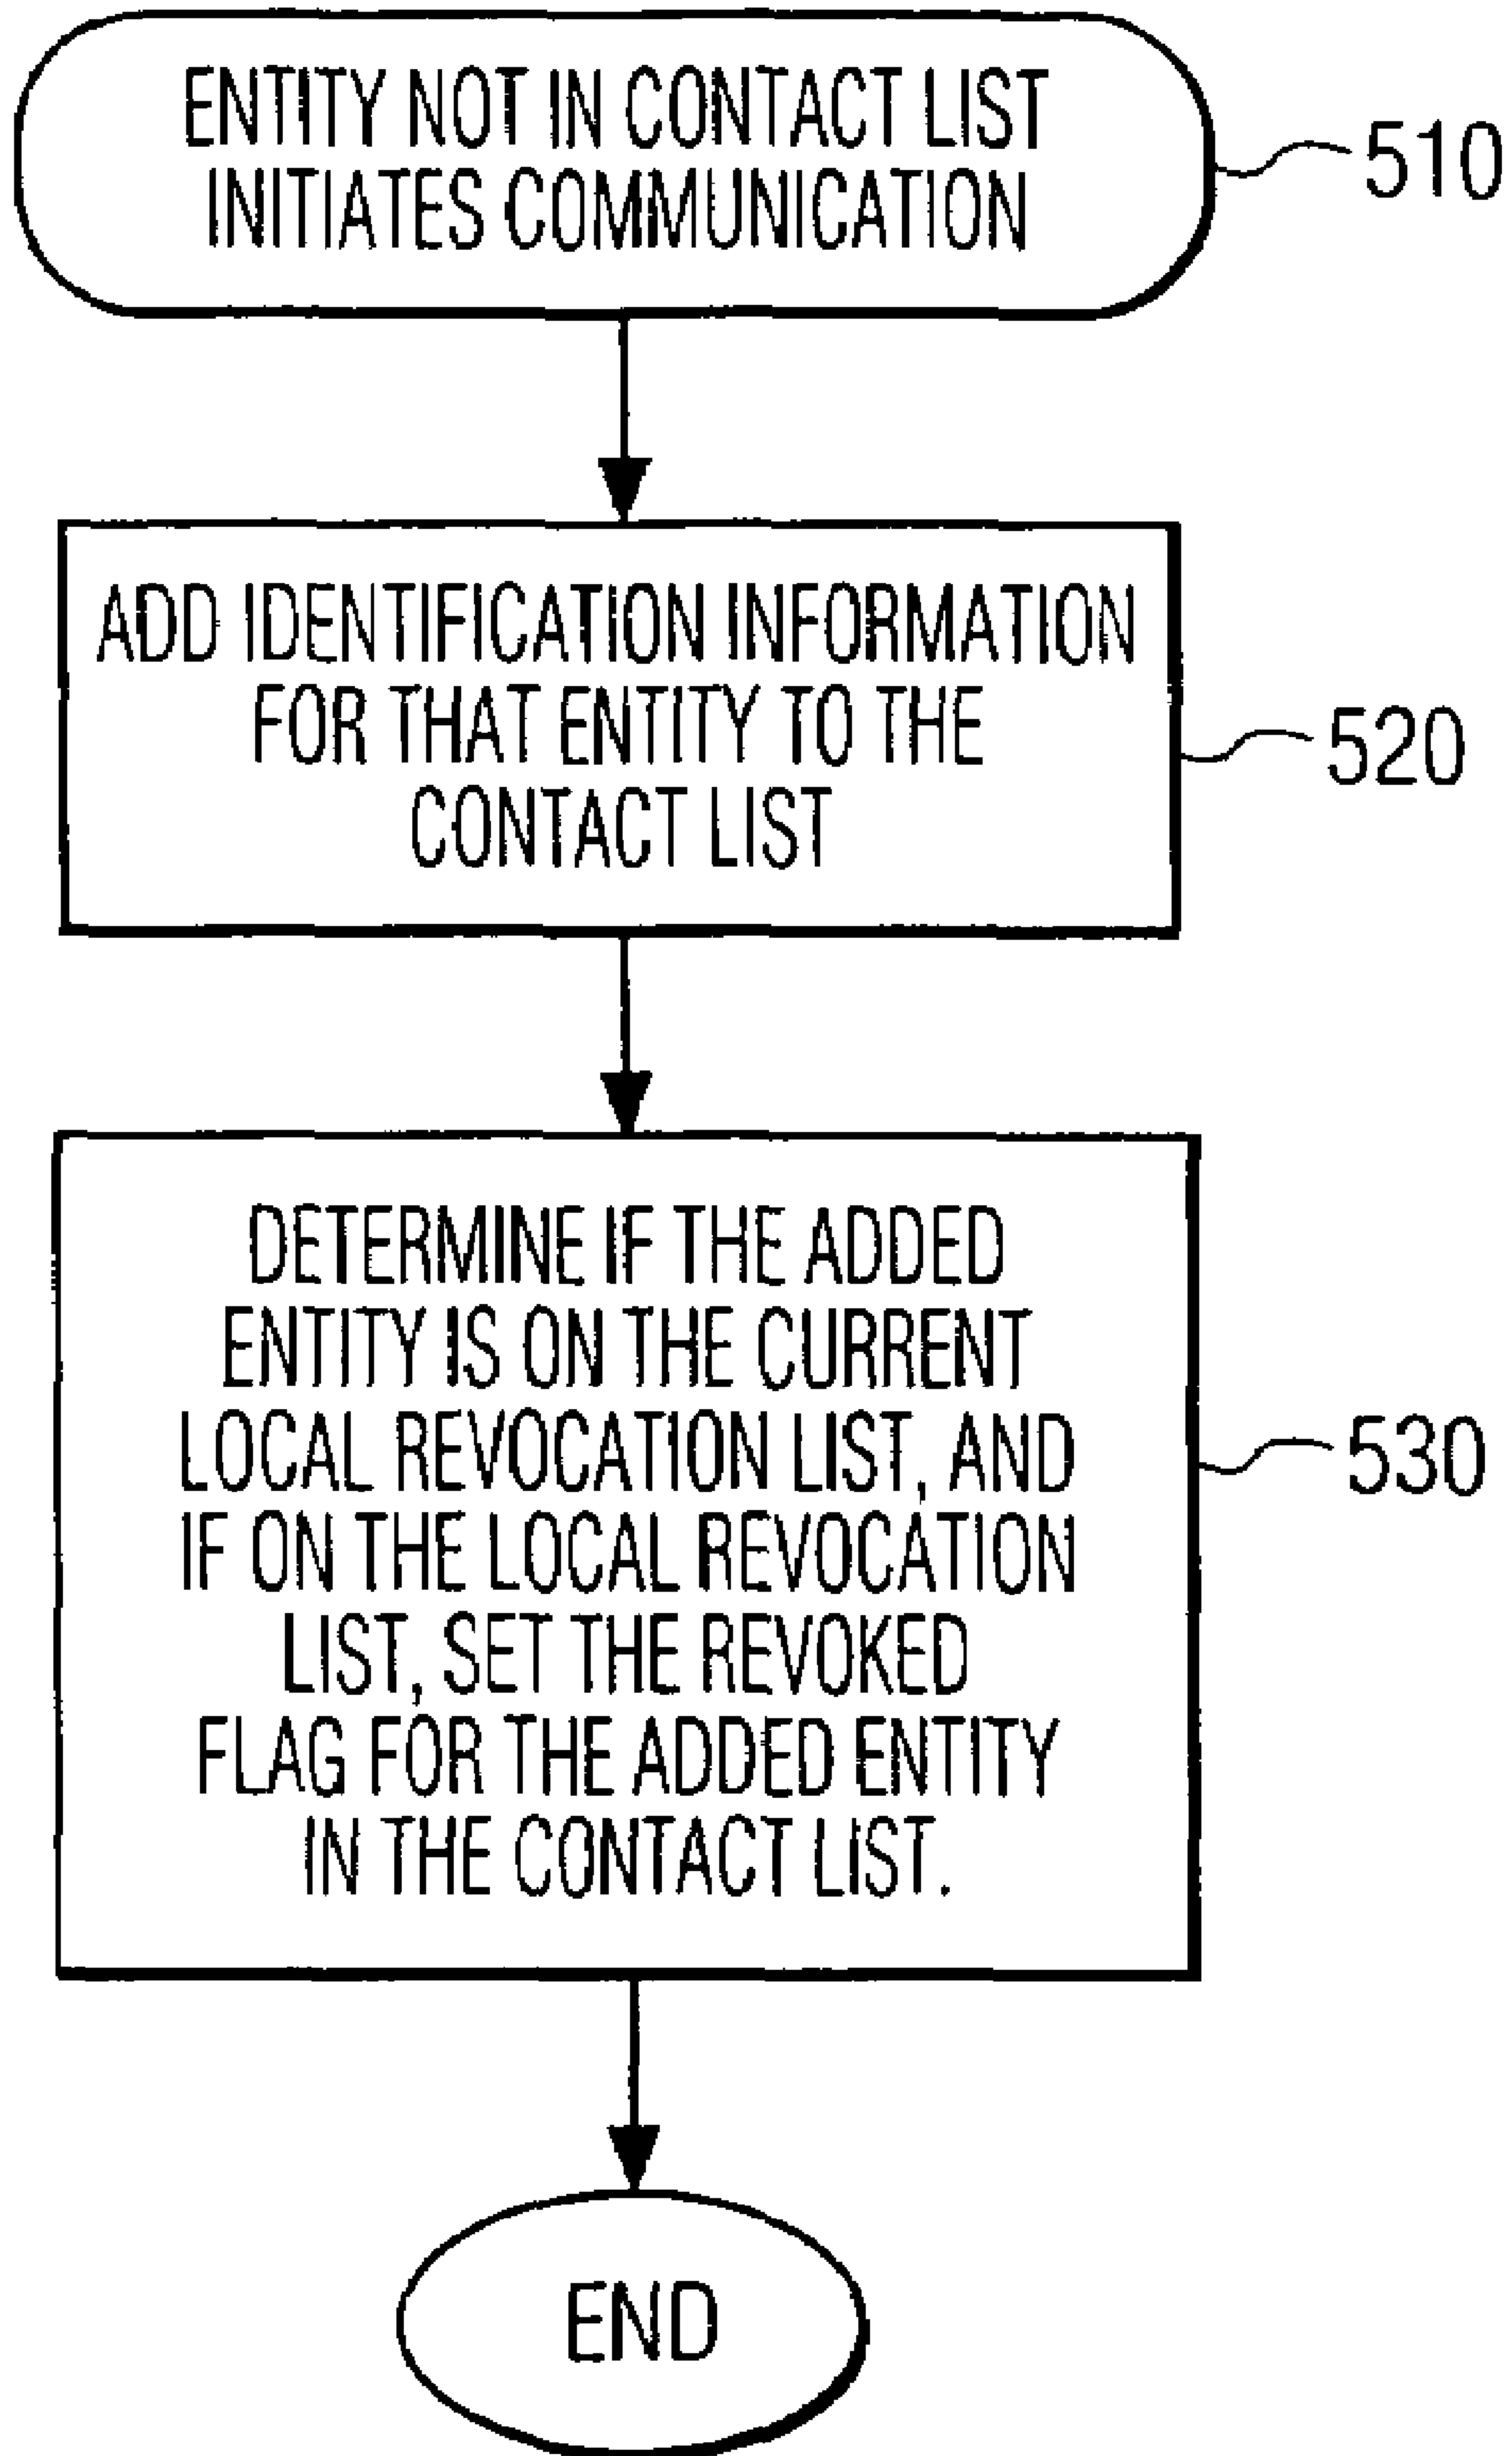 ENTITY NOT IN CONTACT LIST
INITIATES COMMUNICATION
510
ADD IDENTIFICATION INFORMATION
FOR THAT ENTITY TO THE
CONTACT LIST
520
DETERMINE IF THE ADDED
ENTITY IS ON THE CURRENT
LOCAL REVOCATION LIST, AND
IF ON THE LOCAL REVOCATION
LIST, SET THE REVOKED
FLAG FOR THE ADDED ENTITY
IN THE CONTACT LIST.
530
END